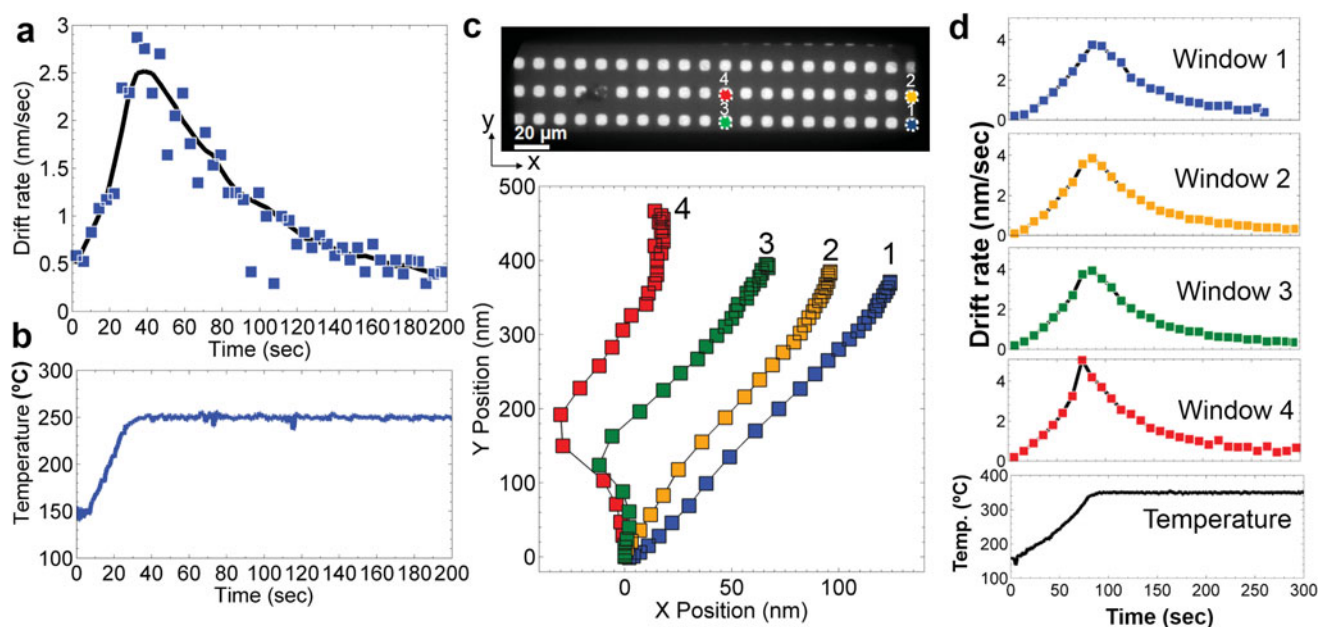 a
Drift rate (nm/sec)
3
2.5
2
1.5
1
0.5
0
0 20 40 60 80 100 120 140 160 180 200
Time (sec)
b
Temperature (ºC)
300
250
200
150
100
0 20 40 60 80 100 120 140 160 180 200
Time (sec)
c
4
2
3
1
y
x
20 µm
Y Position (nm)
500
400
300
200
100
0
4
3
2
1
0 50 100
X Position (nm)
d
Drift rate (nm/sec)
4
2
0
Window 1
4
2
0
Window 2
4
2
0
Window 3
4
2
0
Window 4
Temp. (ºC)
400
300
200
100
Temperature
0 50 100 150 200 250 300
Time (sec)